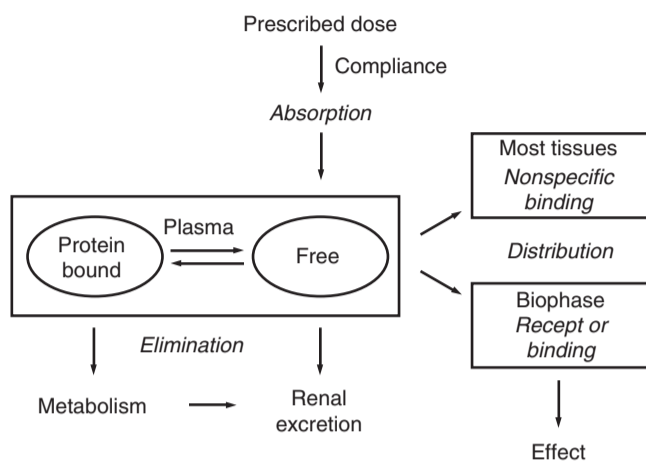 Prescribed dose
Compliance
Absorption
Most tissues
Nonspecific
binding
Plasma
Protein
bound
Free
Distribution
Biophase
Recept or
binding
Elimination
Metabolism
Renal
excretion
Effect